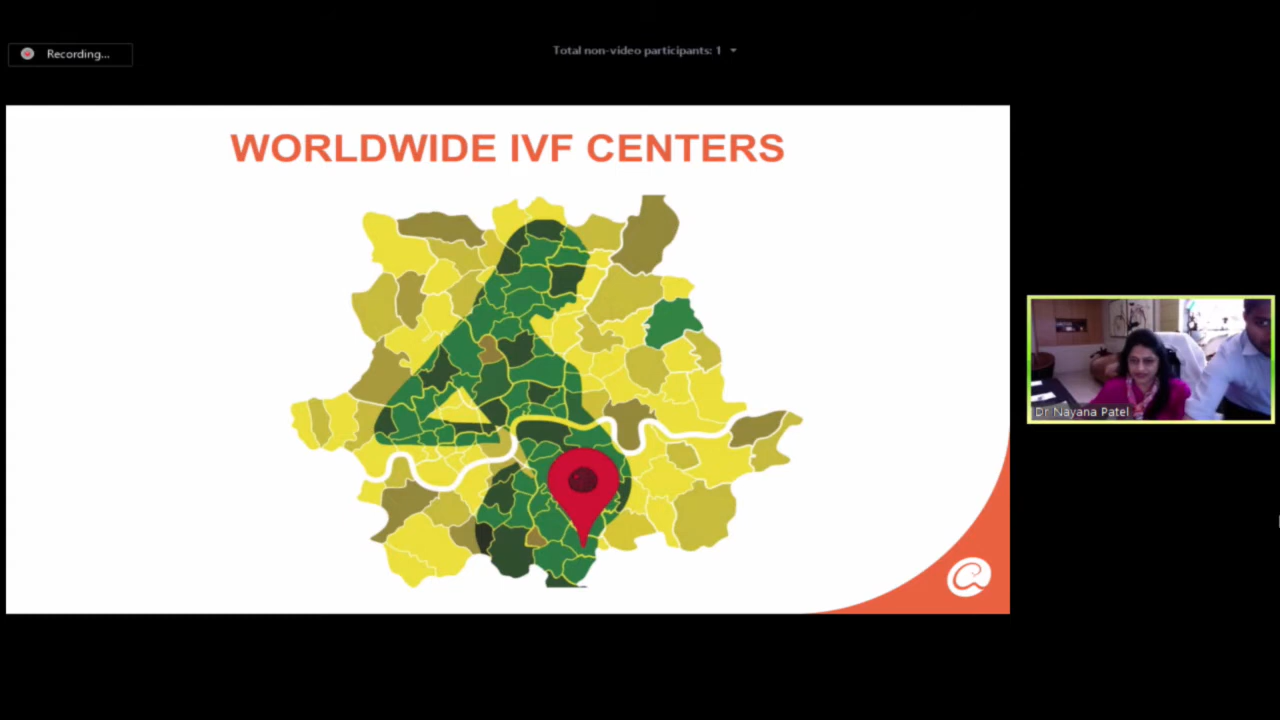 Recording...
Total non-video participants: 1
WORLDWIDE IVF CENTERS
Dr Nayana Patel